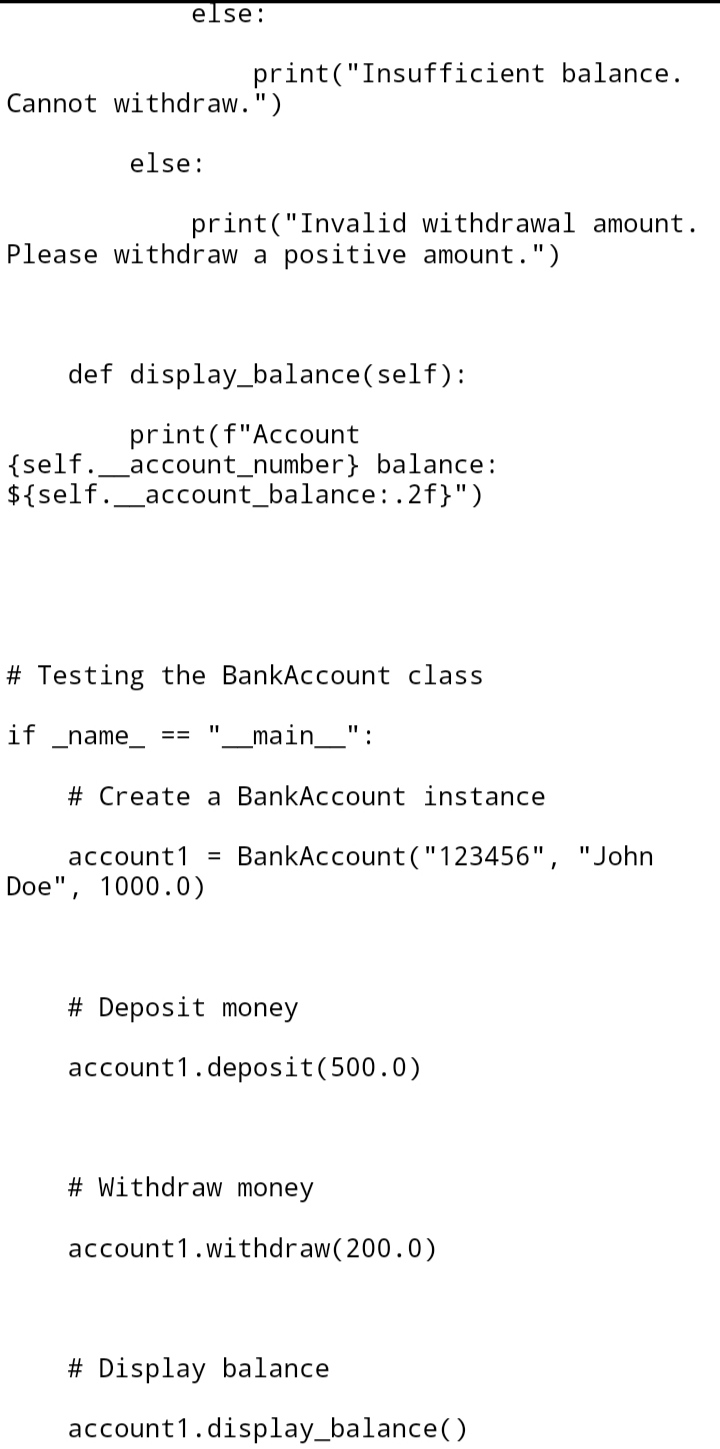 else:
                print("Insufficient balance.
Cannot withdraw.")
        else:
            print("Invalid withdrawal amount.
Please withdraw a positive amount.")
    def display_balance(self):
        print(f"Account
{self.__account_number} balance:
${self.__account_balance:.2f}")
# Testing the BankAccount class
if _name_ == "__main__":
    # Create a BankAccount instance
    account1 = BankAccount("123456", "John
Doe", 1000.0)
    # Deposit money
    account1.deposit(500.0)
    # Withdraw money
    account1.withdraw(200.0)
    # Display balance
    account1.display_balance()